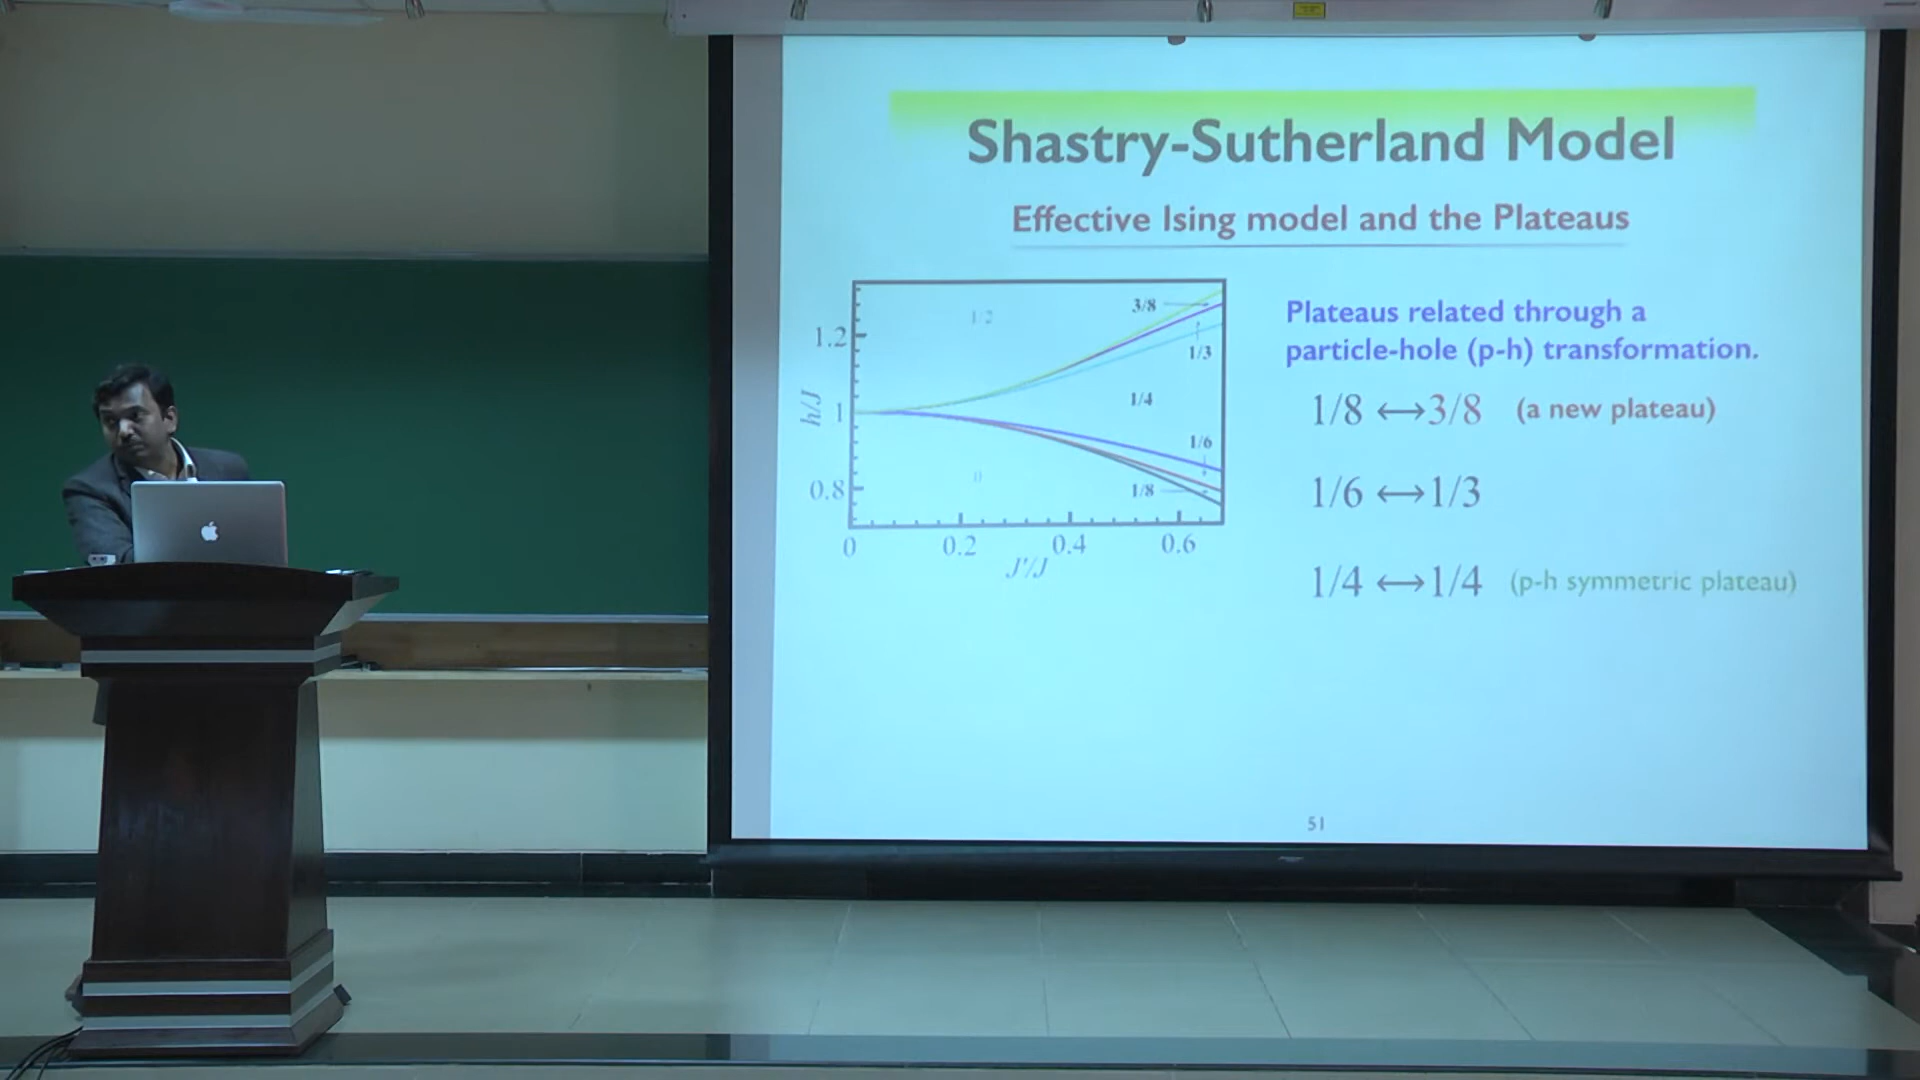 Shastry-Sutherland Model
Effective Ising model and the Plateaus
1.2
1
0.8
h/J
0
0.2
0.4
0.6
J'/J
1/2
3/8
1/3
1/4
1/6
1/8
0
Plateaus related through a
particle-hole (p-h) transformation.
1/8 ↔ 3/8 (a new plateau)
1/6 ↔ 1/3
1/4 ↔ 1/4 (p-h symmetric plateau)
51